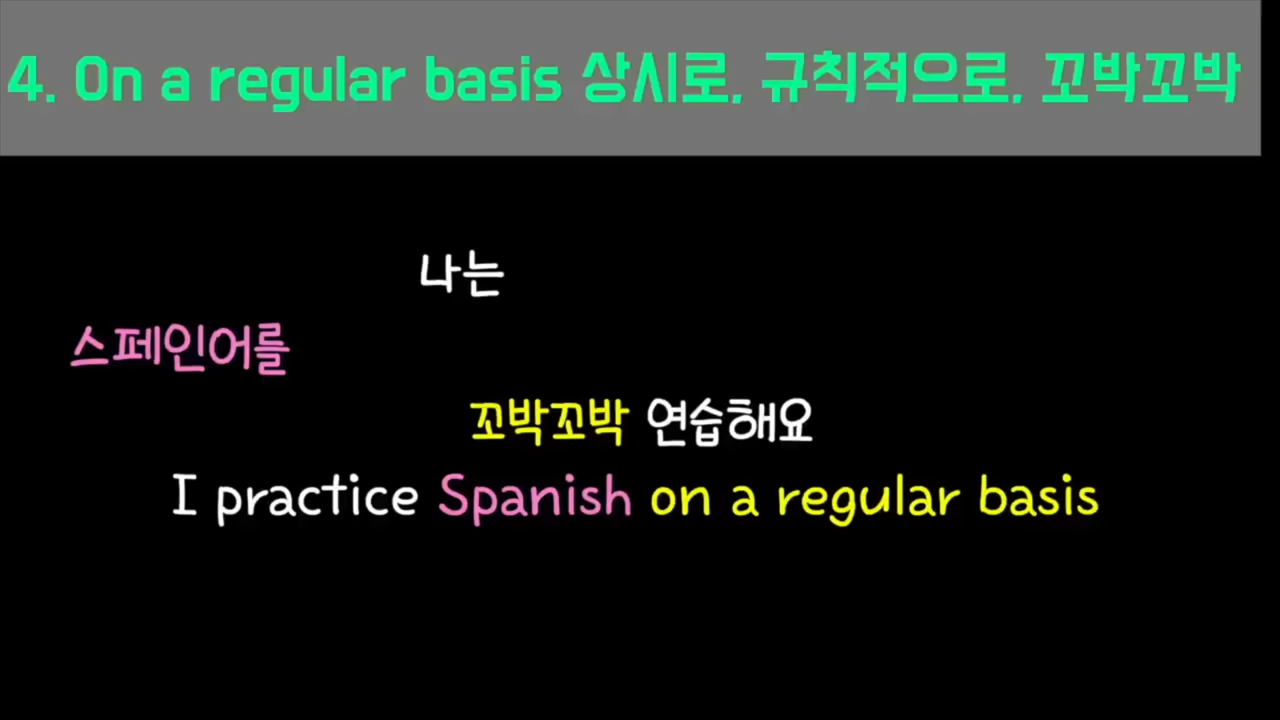 4. On a regular basis 상시로, 규칙적으로, 꼬박꼬박
나는
스페인어를
꼬박꼬박 연습해요
I practice Spanish on a regular basis